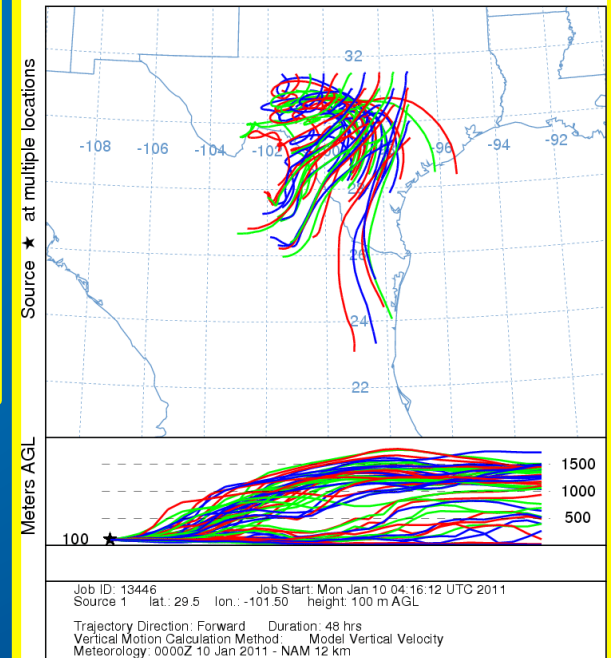 Source ★ at multiple locations
32
-108 -106 -104 -102 -96 -94 -92
24
22
Meters AGL
1500
1000
500
100 ★
Job ID: 13446 Job Start: Mon Jan 10 04:16:12 UTC 2011
Source 1 lat.: 29.5 lon.: -101.50 height: 100 m AGL
Trajectory Direction: Forward Duration: 48 hrs
Vertical Motion Calculation Method: Model Vertical Velocity
Meteorology: 0000Z 10 Jan 2011 - NAM 12 km